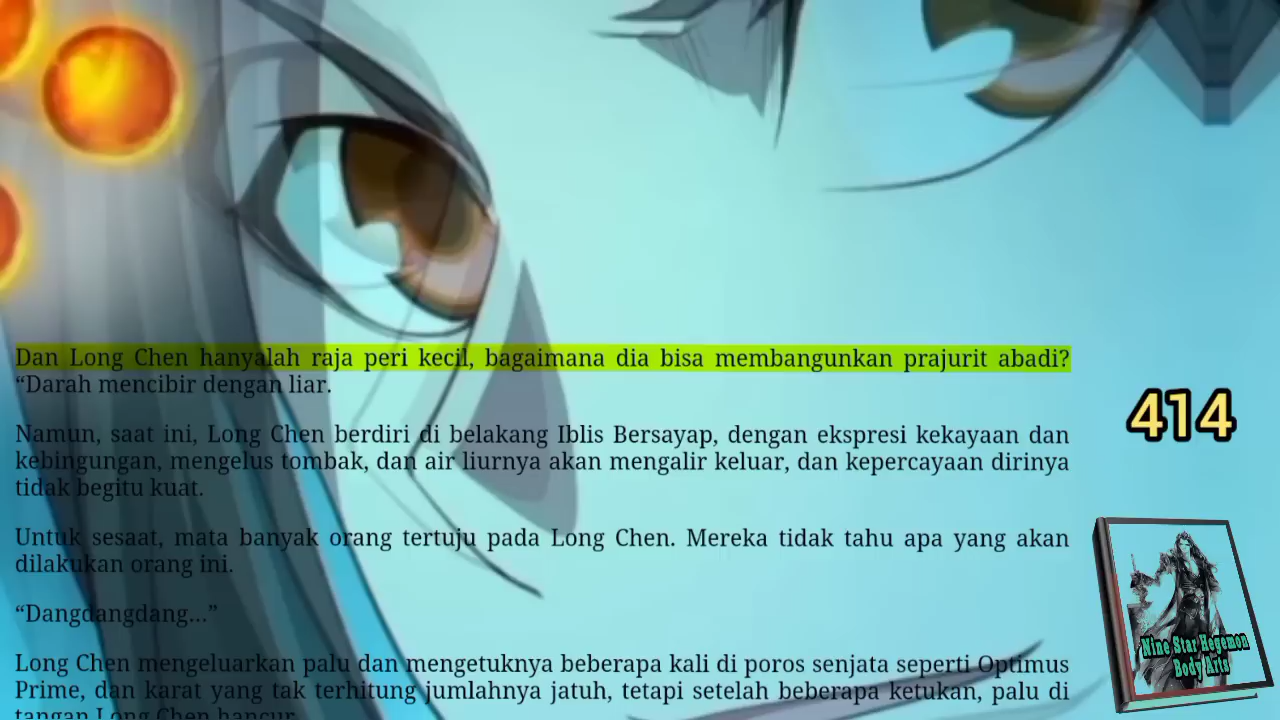 Dan Long Chen hanyalah raja peri kecil, bagaimana dia bisa membangunkan prajurit abadi?
“Darah mencibir dengan liar.
Namun, saat ini, Long Chen berdiri di belakang Iblis Bersayap, dengan ekspresi kekayaan dan
kebingungan, mengelus tombak, dan air liurnya akan mengalir keluar, dan kepercayaan dirinya
tidak begitu kuat.
Untuk sesaat, mata banyak orang tertuju pada Long Chen. Mereka tidak tahu apa yang akan
dilakukan orang ini.
“Dangdangdang...”
Long Chen mengeluarkan palu dan mengetuknya beberapa kali di poros senjata seperti Optimus
Prime, dan karat yang tak terhitung jumlahnya jatuh, tetapi setelah beberapa ketukan, palu di
tangan Long Chen hancur
414
Nine Star Hegemon
Body Arts